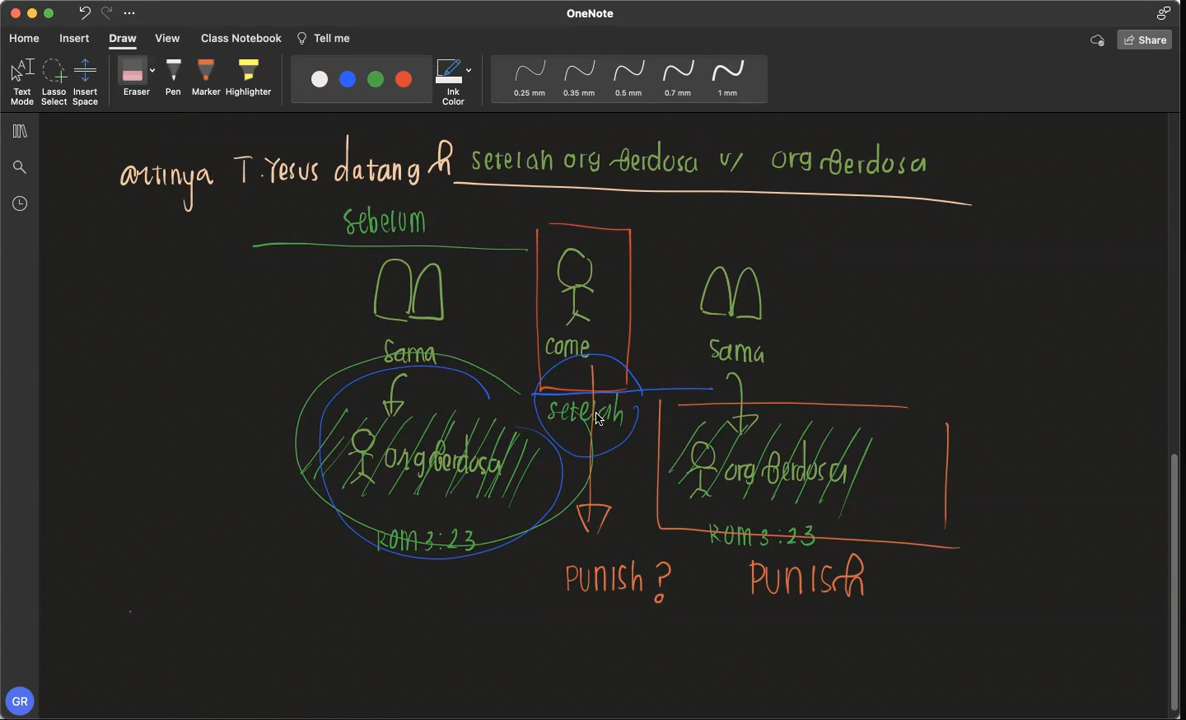 OneNote
Home Insert Draw View Class Notebook Tell me
Share
Text Mode
Lasso Select
Insert Space
Eraser
Pen
Marker
Highlighter
Ink Color
0.25 mm
0.35 mm
0.5 mm
0.7 mm
1 mm
artinya T.Yesus datang h setelah org Berdosa u/ org Berdosa
sebelum
come
sama
sama
setelah
org Berdosa
org Berdosa
ROM 3:23
ROM 3:23
PUNISH?
PUNISH
GR